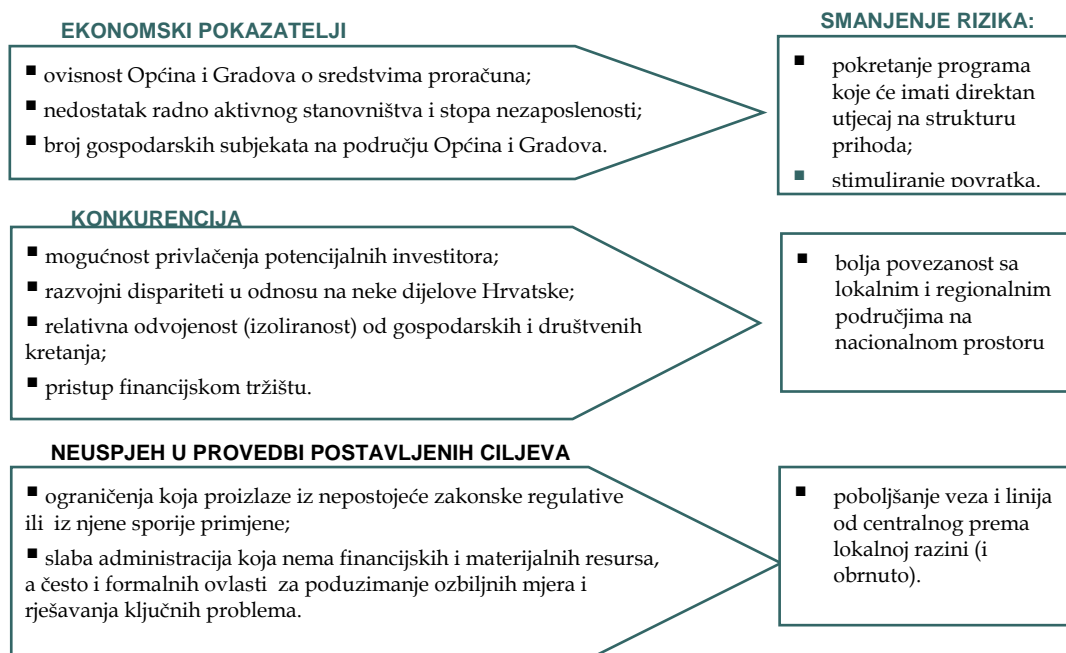 EKONOMSKI POKAZATELJI
▪ ovisnost Općina i Gradova o sredstvima proračuna;
▪ nedostatak radno aktivnog stanovništva i stopa nezaposlenosti;
▪ broj gospodarskih subjekata na području Općina i Gradova.
SMANJENJE RIZIKA:
▪ pokretanje programa
koje će imati direktan
utjecaj na strukturu
prihoda;
▪ stimuliranje povratka.
KONKURENCIJA
▪ mogućnost privlačenja potencijalnih investitora;
▪ razvojni dispariteti u odnosu na neke dijelove Hrvatske;
▪ relativna odvojenost (izoliranost) od gospodarskih i društvenih
kretanja;
▪ pristup financijskom tržištu.
▪ bolja povezanost sa
lokalnim i regionalnim
područjima na
nacionalnom prostoru
NEUSPJEH U PROVEDBI POSTAVLJENIH CILJEVA
▪ ograničenja koja proizlaze iz nepostojeće zakonske regulative
ili iz njene sporije primjene;
▪ slaba administracija koja nema financijskih i materijalnih resursa,
a često i formalnih ovlasti za poduzimanje ozbiljnih mjera i
rješavanja ključnih problema.
▪ poboljšanje veza i linija
od centralnog prema
lokalnoj razini (i
obrnuto).